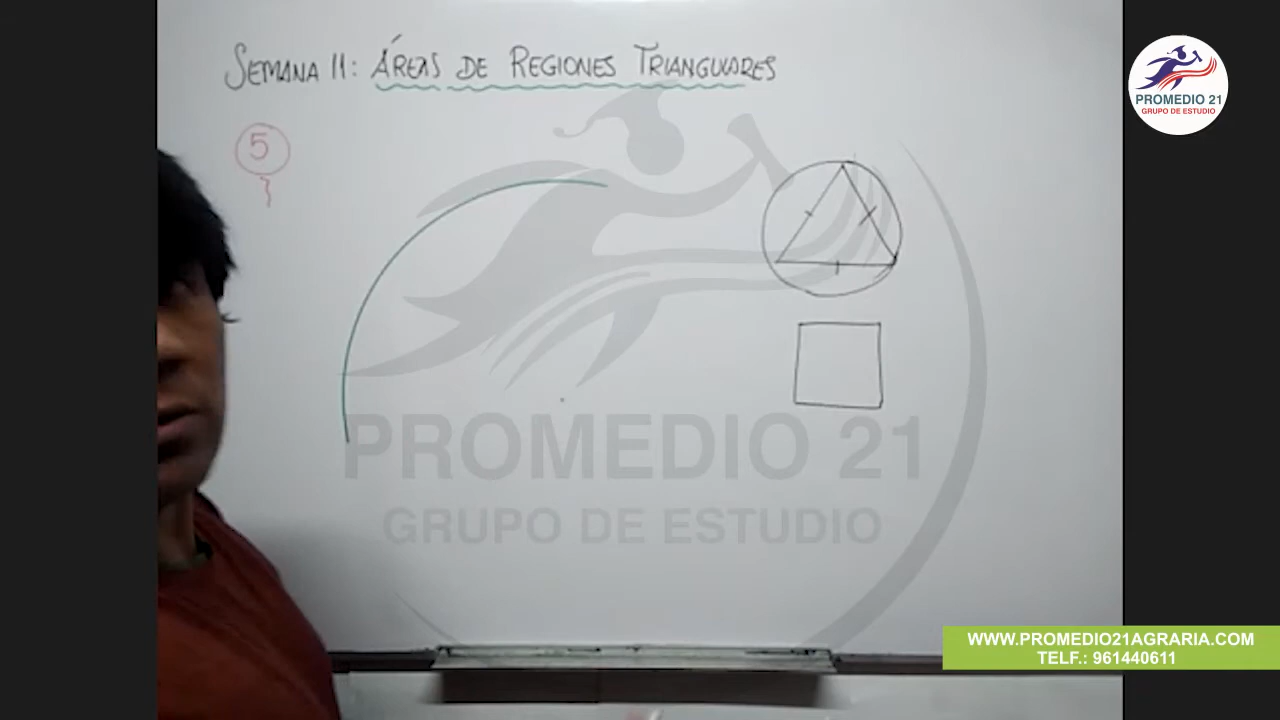 SEMANA 11: ÁREAS DE REGIONES TRIANGULARES
5
PROMEDIO 21
GRUPO DE ESTUDIO
PROMEDIO 21
GRUPO DE ESTUDIO
WWW.PROMEDIO21AGRARIA.COM
TELF.: 961440611